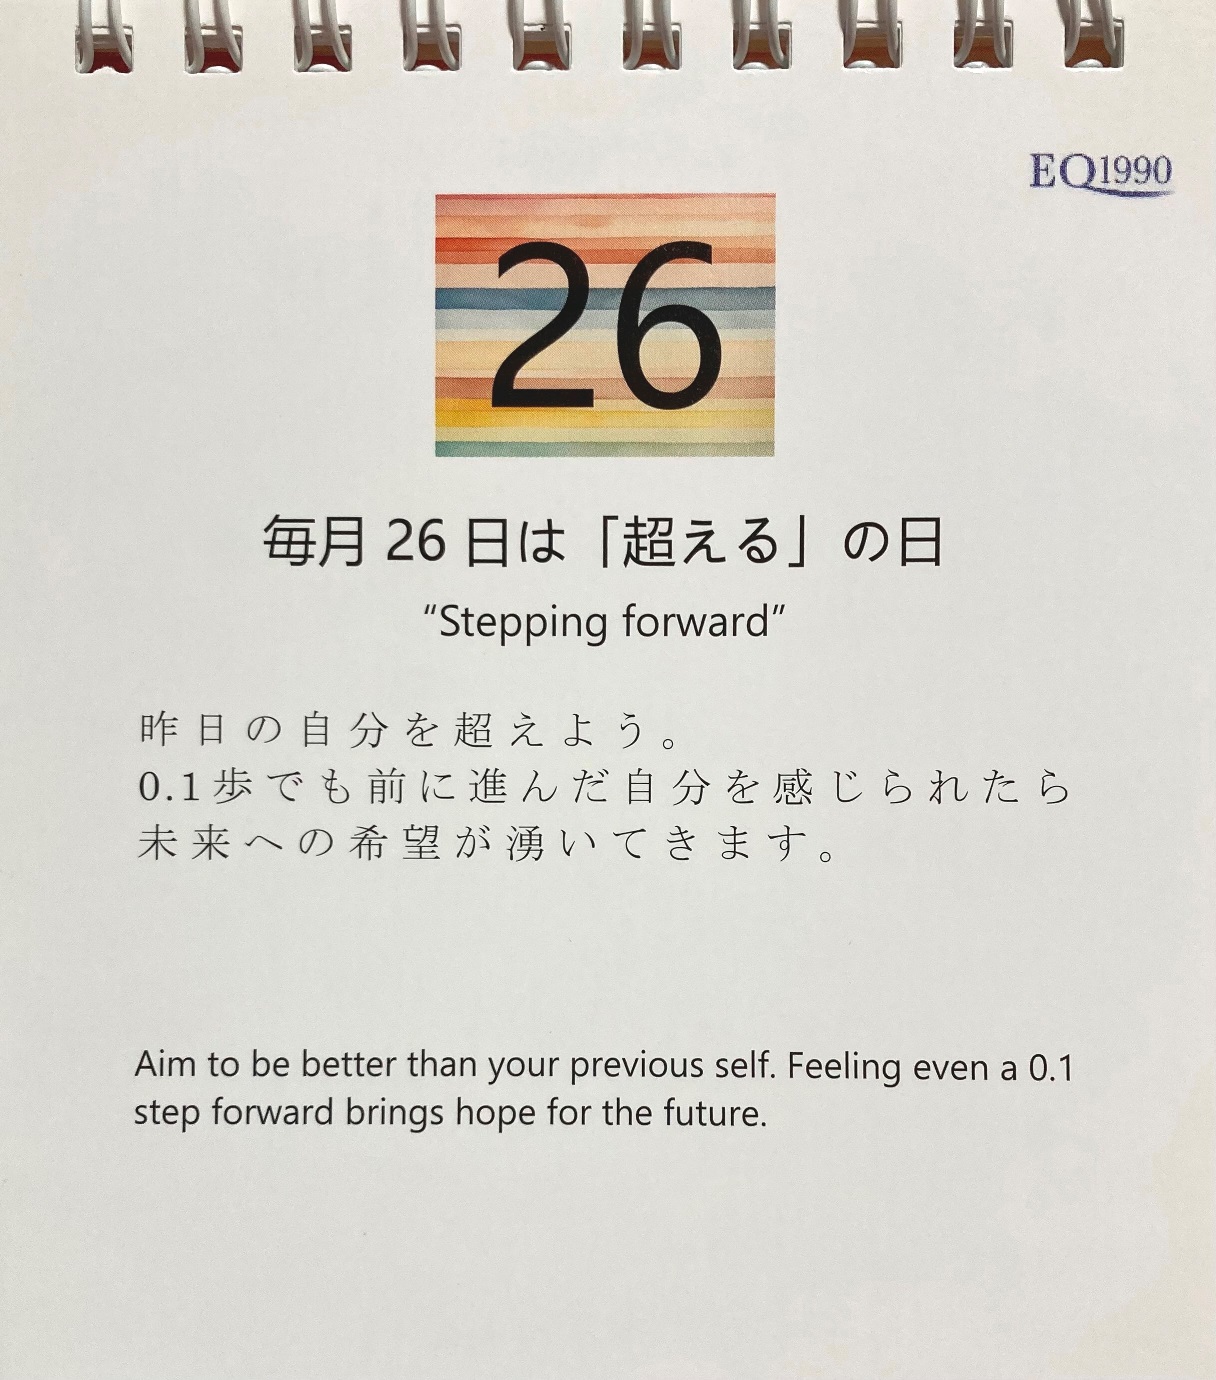 EQ1990
26
毎月 26 日は「超える」の日
“Stepping forward”
昨日の自分を超えよう。
0.1歩でも前に進んだ自分を感じられたら
未来への希望が湧いてきます。
Aim to be better than your previous self. Feeling even a 0.1
step forward brings hope for the future.